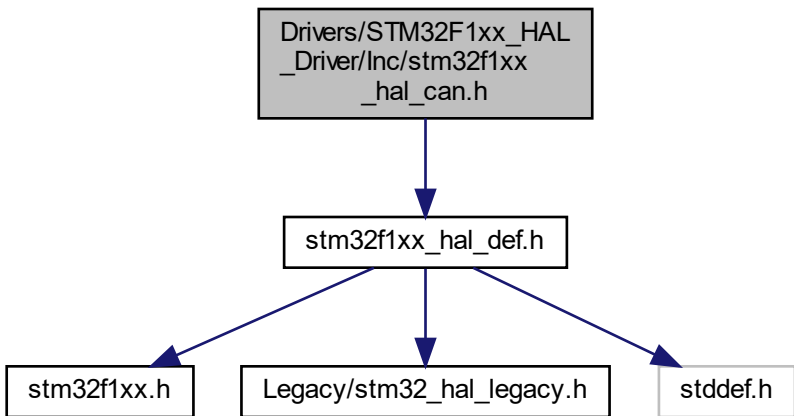 Drivers/STM32F1xx_HAL
_Driver/Inc/stm32f1xx
_hal_can.h
stm32f1xx_hal_def.h
stm32f1xx.h
Legacy/stm32_hal_legacy.h
stddef.h